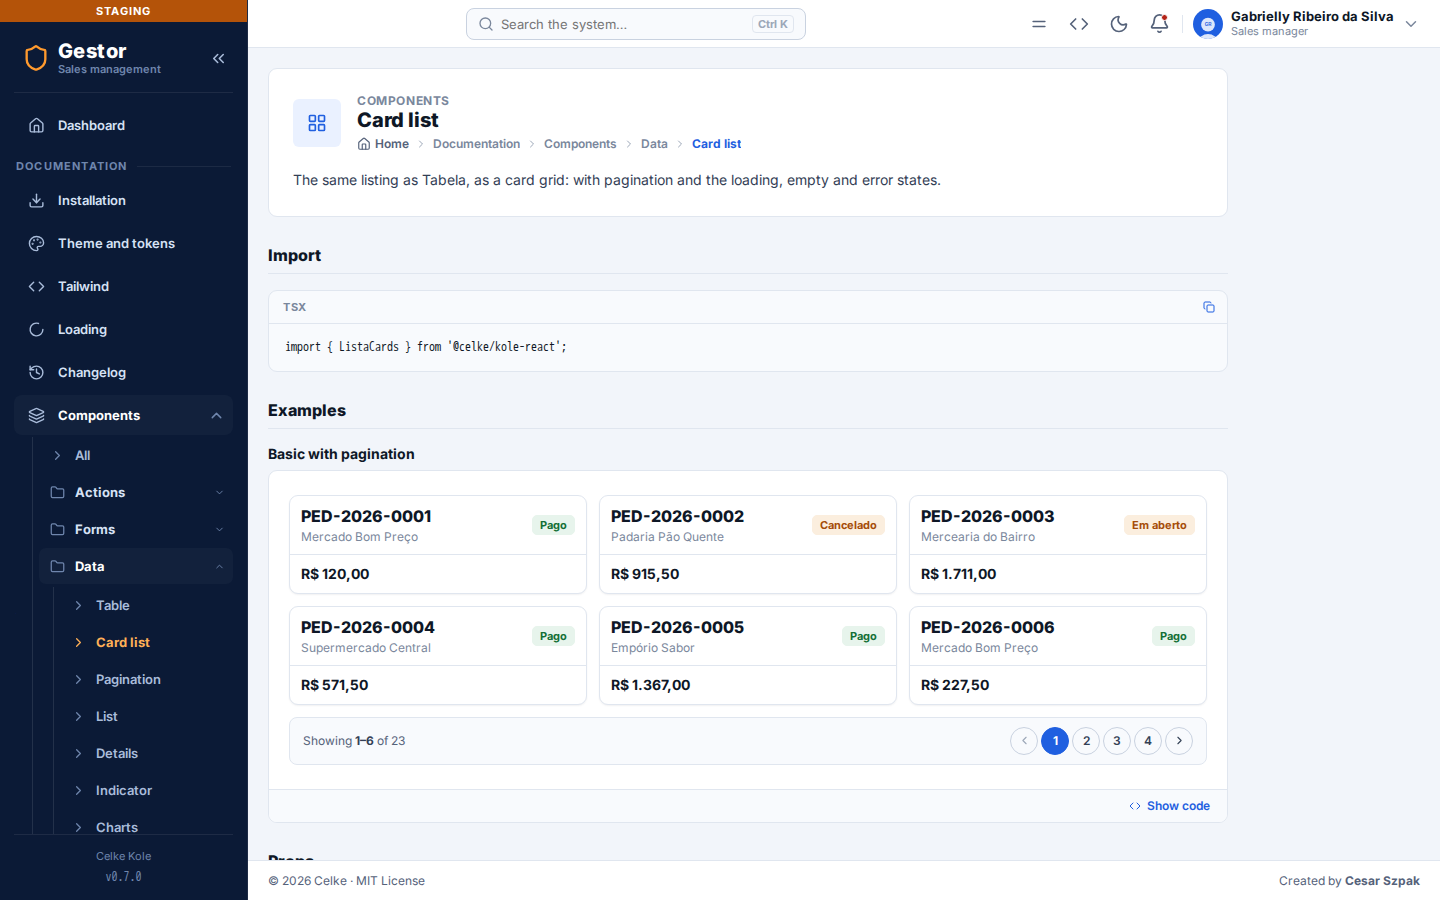 STAGING
Gestor
Sales management
Dashboard
DOCUMENTATION
Installation
Theme and tokens
Tailwind
Loading
Changelog
Components
All
Actions
Forms
Data
Table
Card list
Pagination
List
Details
Indicator
Charts
Celke Kole
v0.7.0
Search the system...
Ctrl K
GR
Gabrielly Ribeiro da Silva
Sales manager
COMPONENTS
Card list
Home
Documentation
Components
Data
Card list
The same listing as Tabela, as a card grid: with pagination and the loading, empty and error states.
Import
TSX
import { ListaCards } from '@celke/kole-react';
Examples
Basic with pagination
PED-2026-0001
Mercado Bom Preço
Pago
R$ 120,00
PED-2026-0002
Padaria Pão Quente
Cancelado
R$ 915,50
PED-2026-0003
Mercearia do Bairro
Em aberto
R$ 1.711,00
PED-2026-0004
Supermercado Central
Pago
R$ 571,50
PED-2026-0005
Empório Sabor
Pago
R$ 1.367,00
PED-2026-0006
Mercado Bom Preço
Pago
R$ 227,50
Showing 1–6 of 23
1 2 3 4
Show code
Props
© 2026 Celke · MIT License
Created by Cesar Szpak